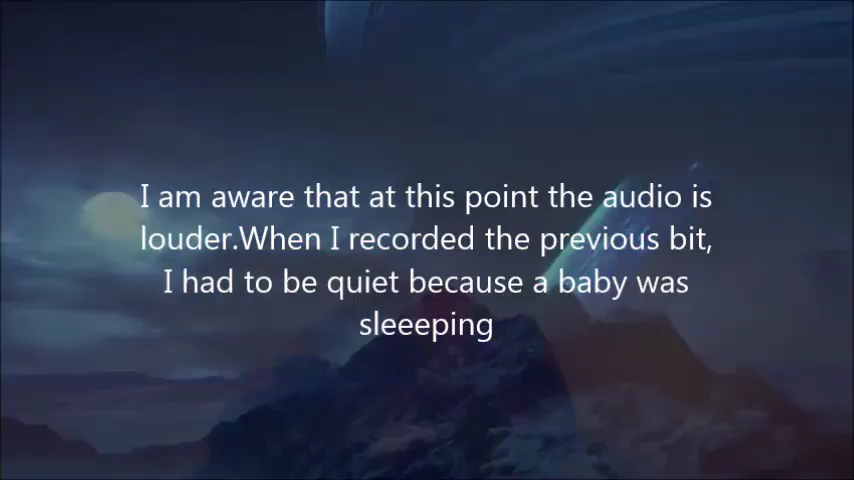 I am aware that at this point the audio is
louder.When I recorded the previous bit,
I had to be quiet because a baby was
sleeeping